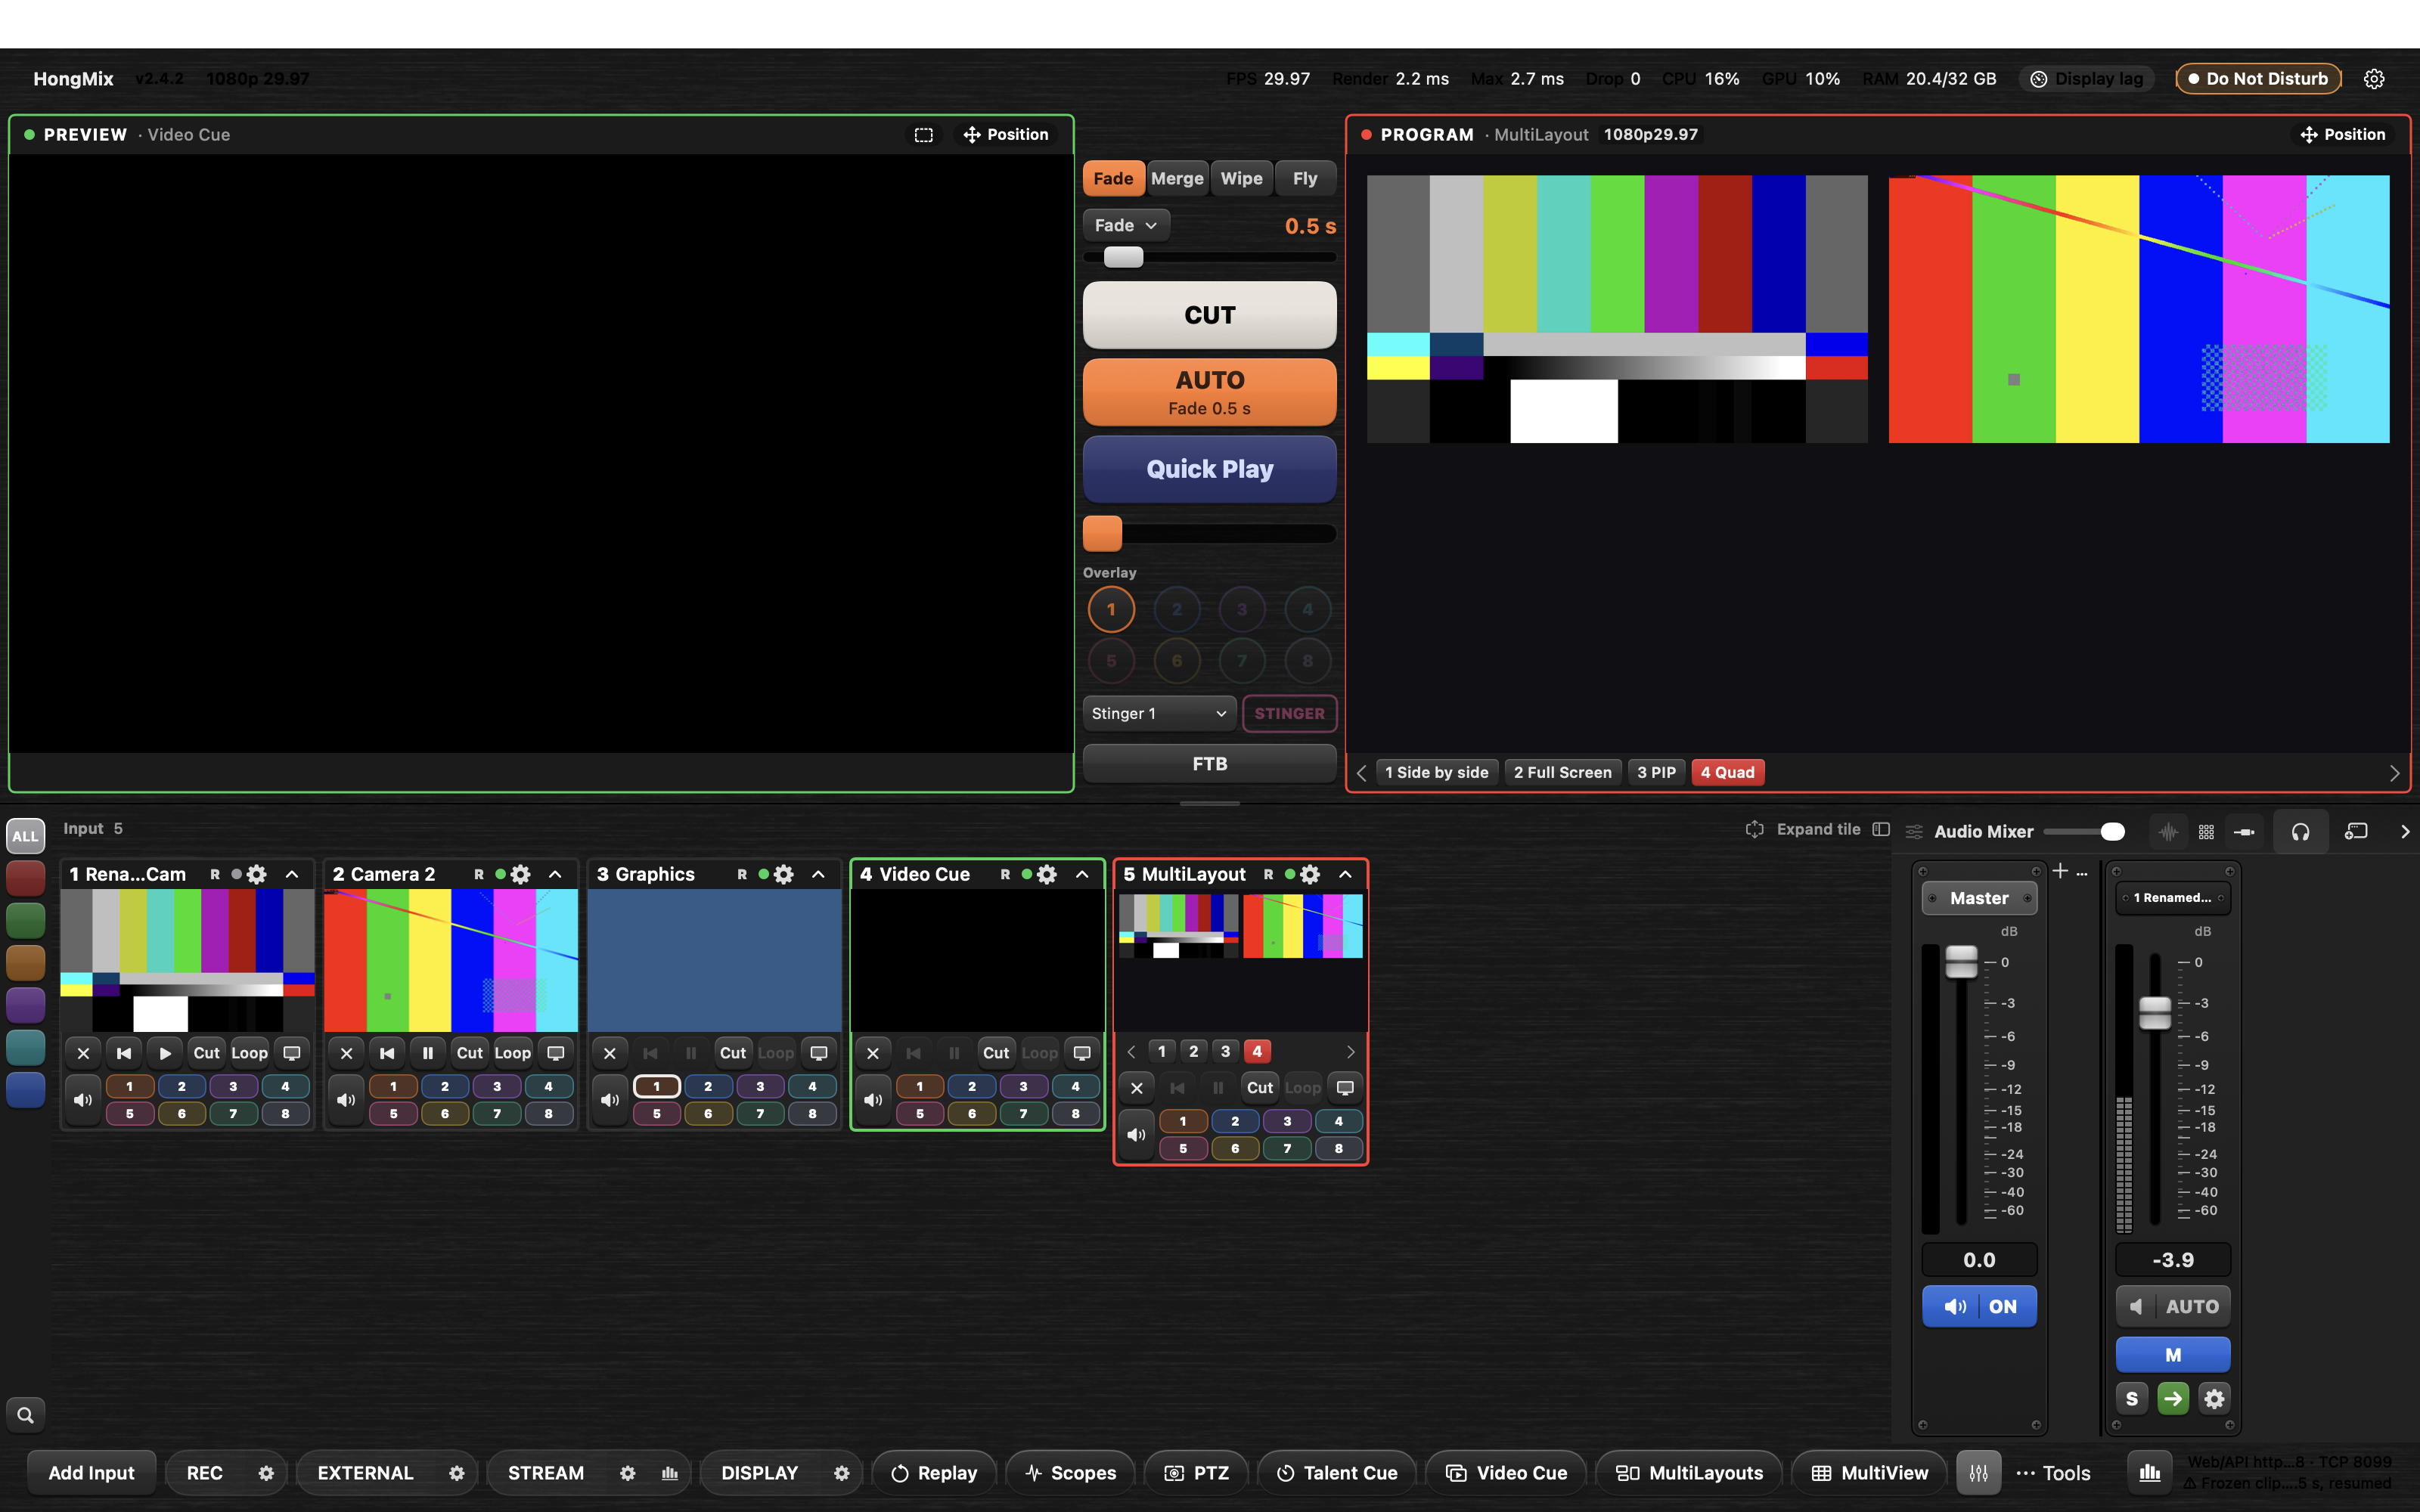 HongMix v2.4.2 1080p 29.97
FPS 29.97 Render 2.2 ms Max 2.7 ms Drop 0 CPU 16% GPU 10% RAM 20.4/32 GB Display lag Do Not Disturb
PREVIEW · Video Cue Position
Fade Merge Wipe Fly
Fade 0.5 s
CUT
AUTO
Fade 0.5 s
Quick Play
Overlay
1 2 3 4
5 6 7 8
Stinger 1 STINGER
FTB
PROGRAM · MultiLayout 1080p29.97 Position
1 Side by side 2 Full Screen 3 PIP 4 Quad
ALL
Input 5
Expand tile
1 Rena...Cam R
Cut Loop
1 2 3 4
5 6 7 8
2 Camera 2 R
Cut Loop
1 2 3 4
5 6 7 8
3 Graphics R
Cut Loop
1 2 3 4
5 6 7 8
4 Video Cue R
Cut Loop
1 2 3 4
5 6 7 8
5 MultiLayout R
1 2 3 4
Cut Loop
1 2 3 4
5 6 7 8
Audio Mixer
Master
dB
0
-3
-6
-9
-12
-15
-18
-24
-30
-40
-60
0.0
ON
...
1 Renamed...
dB
0
-3
-6
-9
-12
-15
-18
-24
-30
-40
-60
-3.9
AUTO
M
S
Add Input REC EXTERNAL STREAM DISPLAY Replay Scopes PTZ Talent Cue Video Cue MultiLayouts MultiView ··· Tools
Web/API http...8 · TCP 8099
⚠ Frozen clip....5 s, resumed